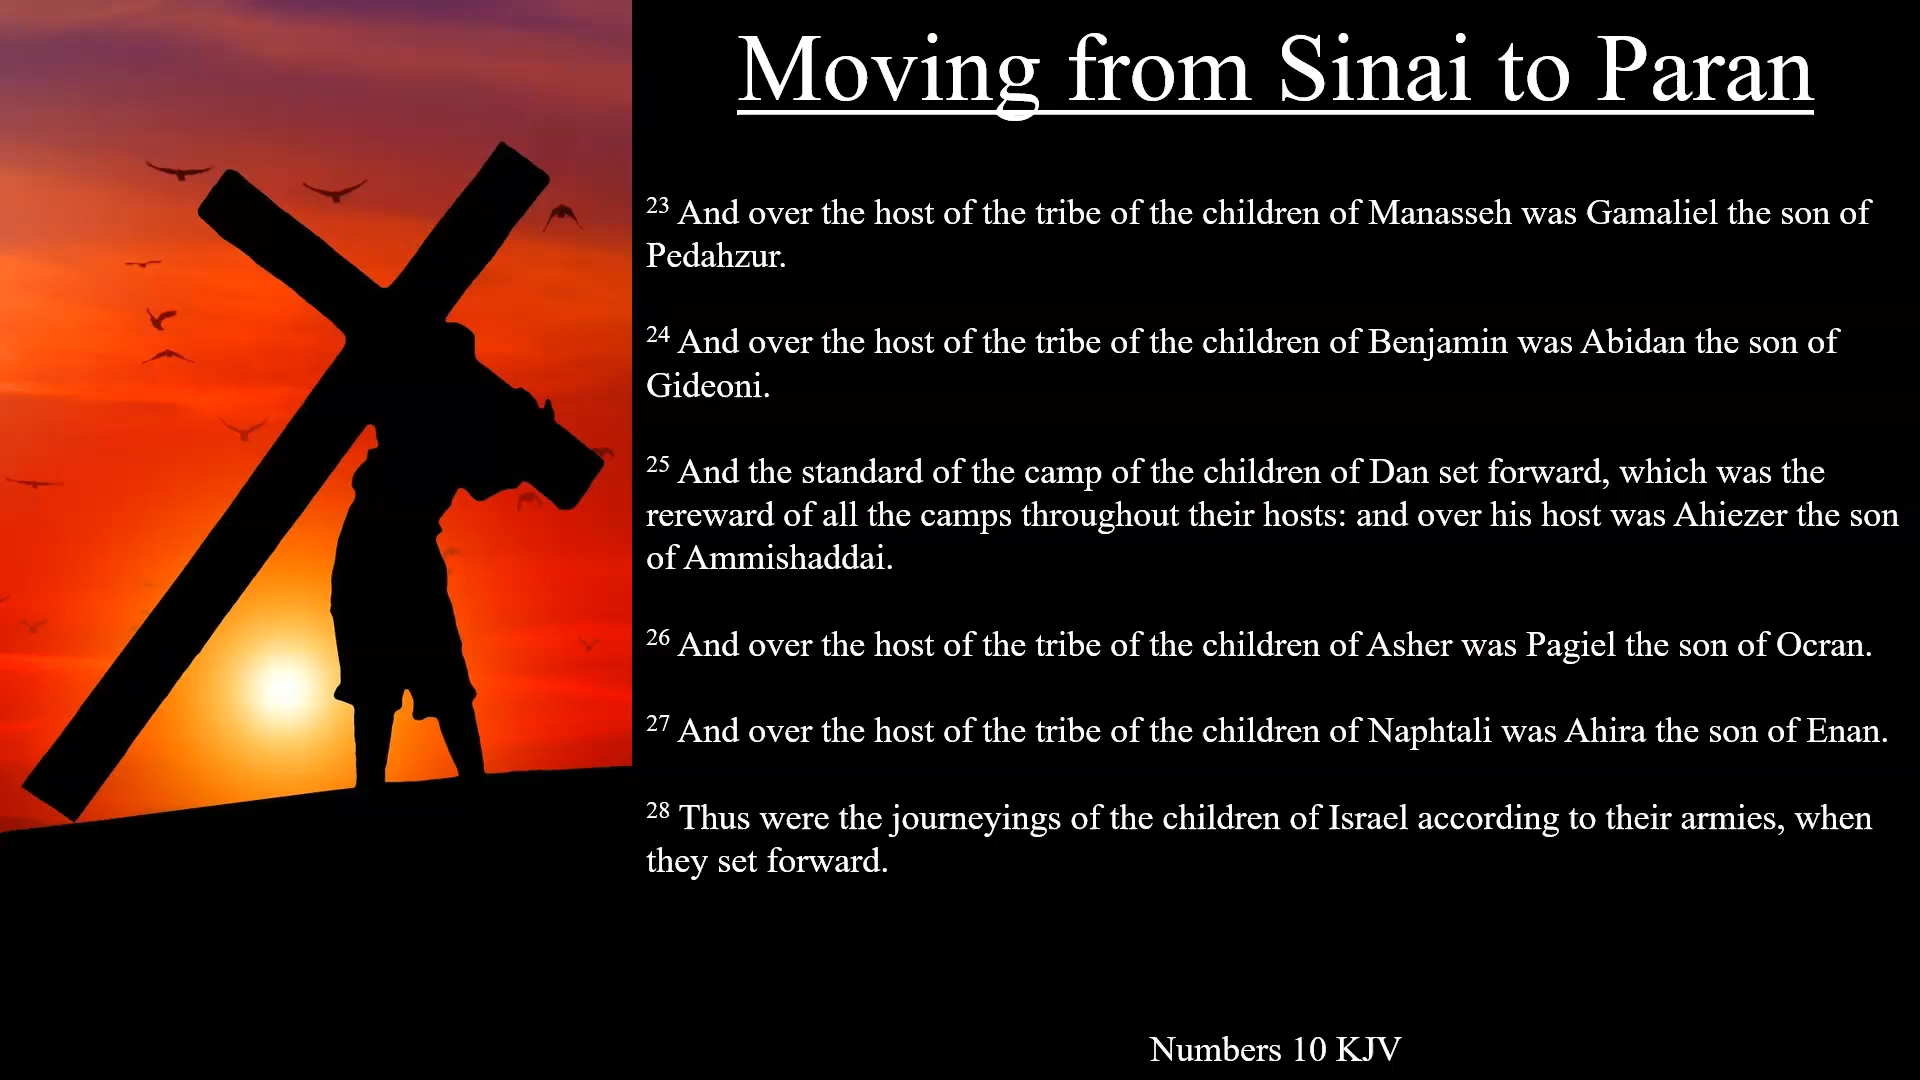 Moving from Sinai to Paran
23 And over the host of the tribe of the children of Manasseh was Gamaliel the son of
Pedahzur.
24 And over the host of the tribe of the children of Benjamin was Abidan the son of
Gideoni.
25 And the standard of the camp of the children of Dan set forward, which was the
rereward of all the camps throughout their hosts: and over his host was Ahiezer the son
of Ammishaddai.
26 And over the host of the tribe of the children of Asher was Pagiel the son of Ocran.
27 And over the host of the tribe of the children of Naphtali was Ahira the son of Enan.
28 Thus were the journeyings of the children of Israel according to their armies, when
they set forward.
Numbers 10 KJV